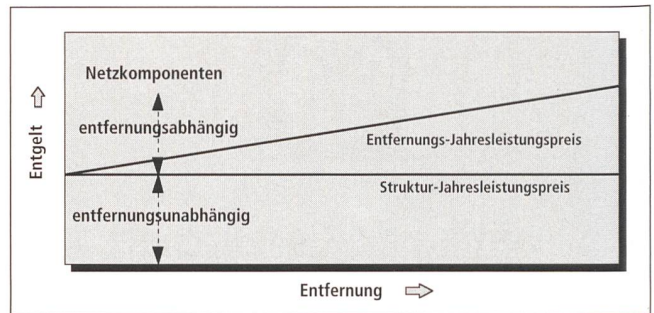 Netzkomponenten
entfernungsabhängig
Entfernungs-Jahresleistungspreis
Struktur-Jahresleistungspreis
entfernungsunabhängig
Entgelt
Entfernung